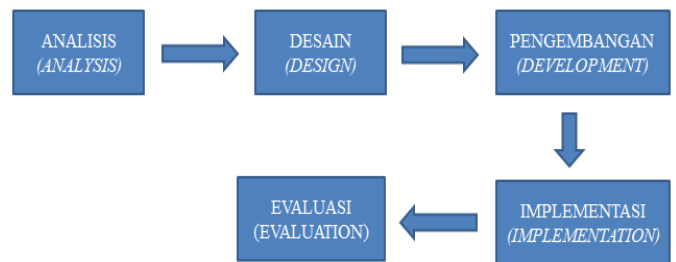 ANALISIS
(ANALYSIS)
DESAIN
(DESIGN)
PENGEMBANGAN
(DEVELOPMENT)
IMPLEMENTASI
(IMPLEMENTATION)
EVALUASI
(EVALUATION)